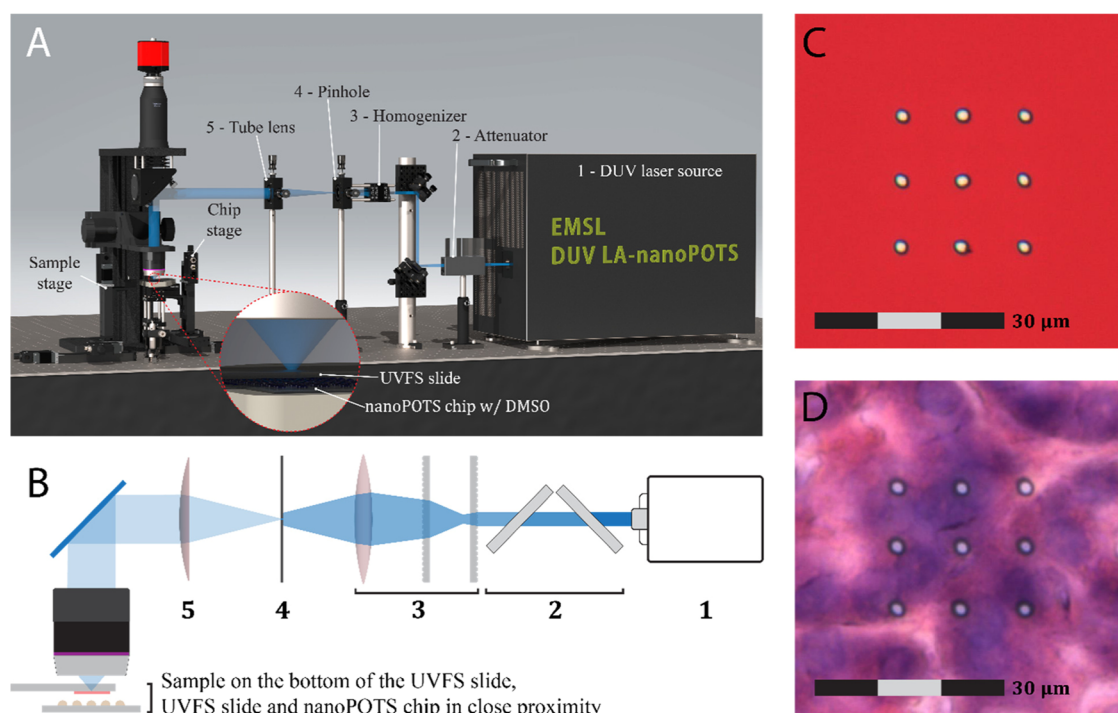 A
4 - Pinhole
3 - Homogenizer
5 - Tube lens
2 - Attenuator
1 - DUV laser source
EMSL
DUV LA-nanoPOTS
Chip
stage
Sample
stage
UVFS slide
nanoPOTS chip w/ DMSO
B
5
4
3
2
1
Sample on the bottom of the UVFS slide,
UVFS slide and nanoPOTS chip in close proximity
C
30 μm
D
30 μm